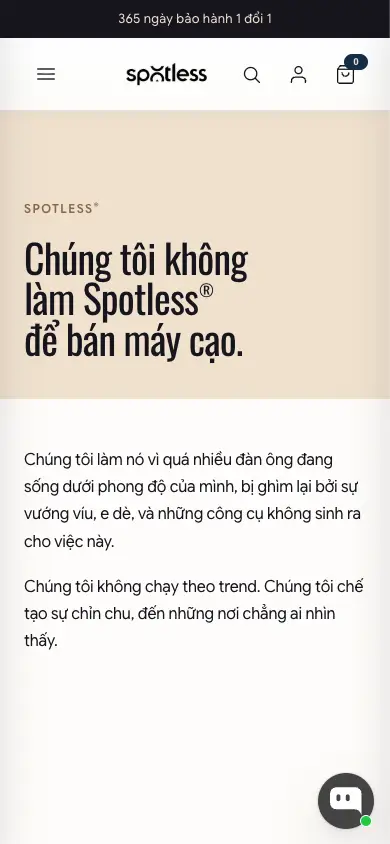 365 ngày bảo hành 1 đổi 1
spotless
0
SPOTLESS®
Chúng tôi không
làm Spotless®
để bán máy cạo.
Chúng tôi làm nó vì quá nhiều đàn ông đang
sống dưới phong độ của mình, bị ghìm lại bởi sự
vướng víu, e dè, và những công cụ không sinh ra
cho việc này.
Chúng tôi không chạy theo trend. Chúng tôi chế
tạo sự chỉn chu, đến những nơi chẳng ai nhìn
thấy.